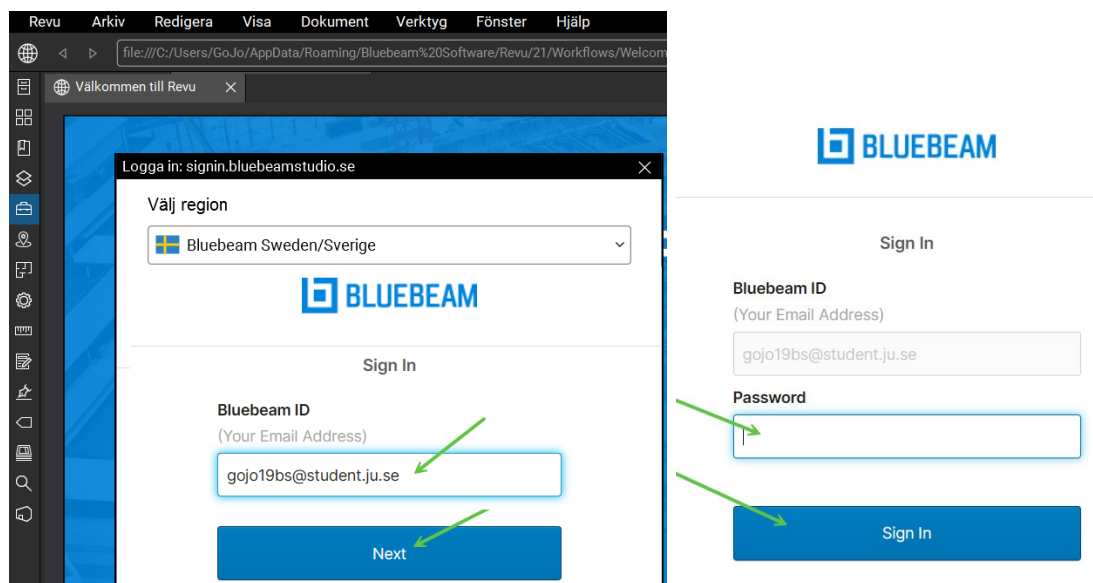 Revu Arkiv Redigera Visa Dokument Verktyg Fönster Hjälp
file:///C:/Users/GoJo/AppData/Roaming/Bluebeam%20Software/Revu/21/Workflows/Welcom
Välkommen till Revu
Logga in: signin.bluebeamstudio.se
Välj region
Bluebeam Sweden/Sverige
BLUEBEAM
Sign In
Bluebeam ID
(Your Email Address)
gojo19bs@student.ju.se
Next
BLUEBEAM
Sign In
Bluebeam ID
(Your Email Address)
gojo19bs@student.ju.se
Password
Sign In